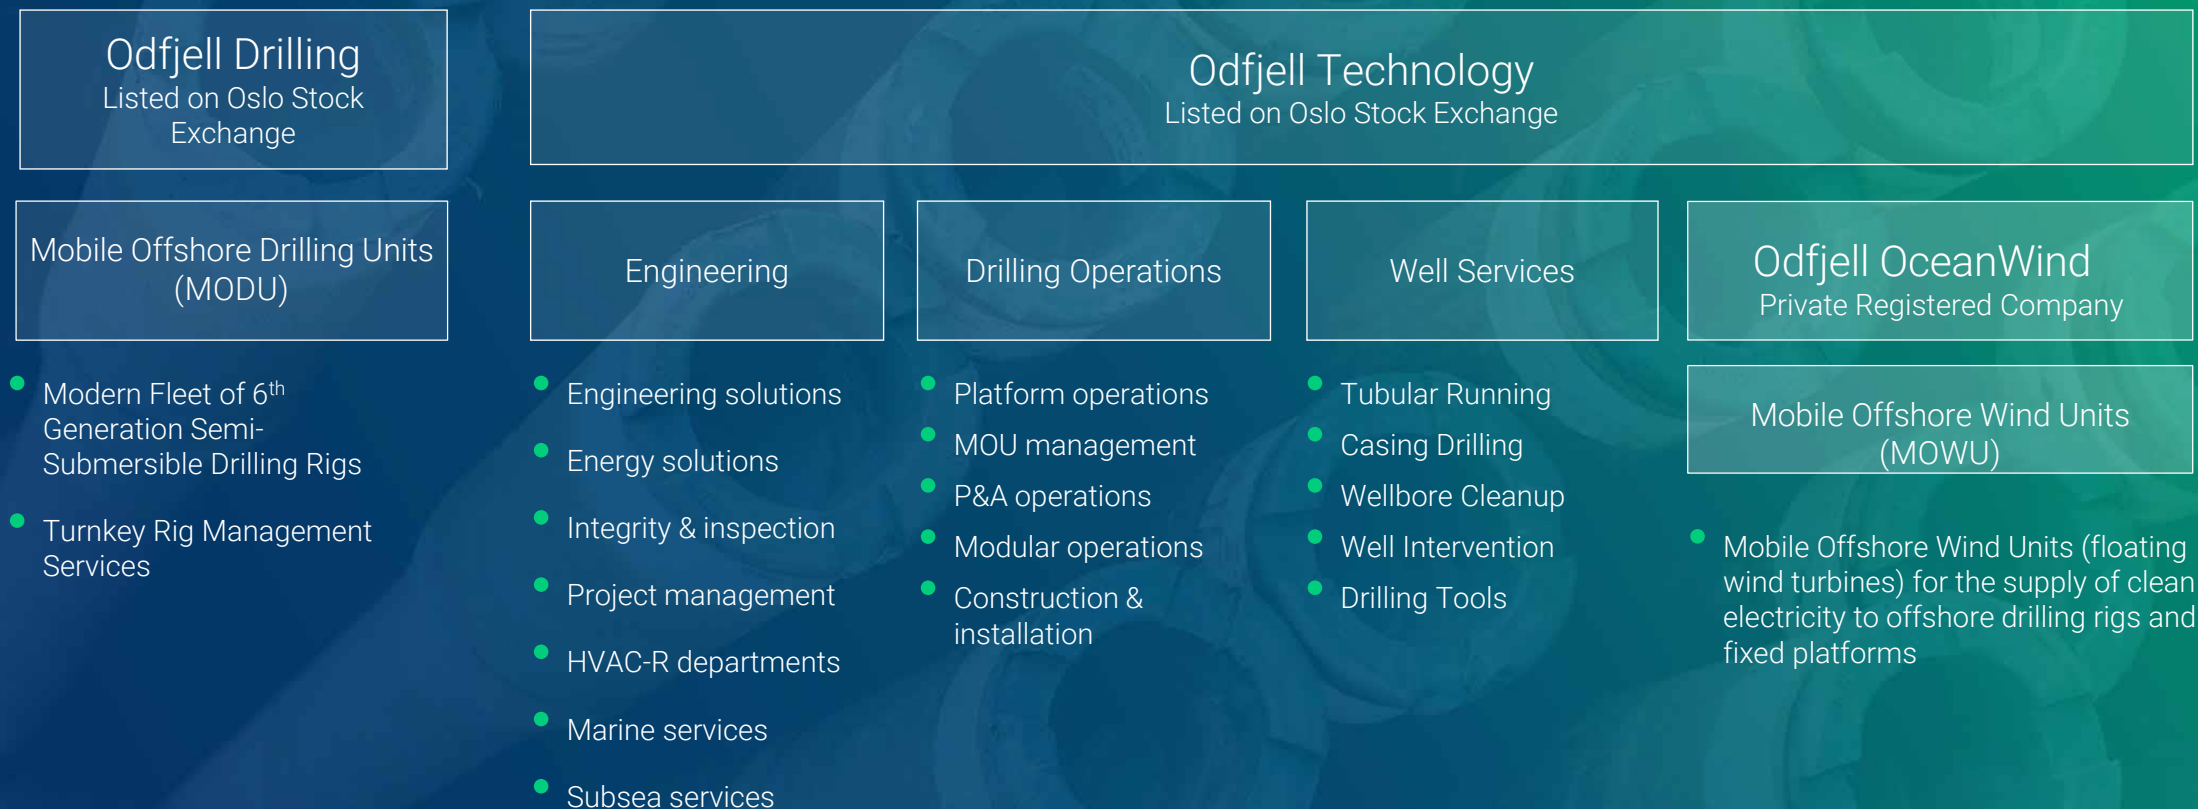 Odfjell Drilling
Listed on Oslo Stock
Exchange
Odfjell Technology
Listed on Oslo Stock Exchange
Mobile Offshore Drilling Units
(MODU)
Engineering
Drilling Operations
Well Services
Odfjell OceanWind
Private Registered Company
Modern Fleet of 6th
Generation Semi-
Submersible Drilling Rigs
Turnkey Rig Management
Services
Engineering solutions
Energy solutions
Integrity & inspection
Project management
HVAC-R departments
Marine services
Subsea services
Platform operations
MOU management
P&A operations
Modular operations
Construction &
installation
Tubular Running
Casing Drilling
Wellbore Cleanup
Well Intervention
Drilling Tools
Mobile Offshore Wind Units
(MOWU)
Mobile Offshore Wind Units (floating
wind turbines) for the supply of clean
electricity to offshore drilling rigs and
fixed platforms